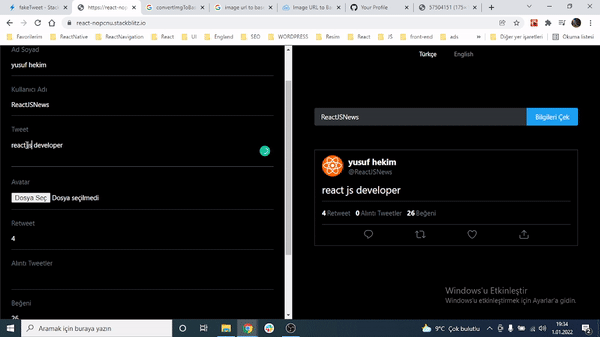 fakeTweet - Stac
https://react-nop
convertImgToBa
image url to bas
Image URL to Ba
Your Profile
57504151 (175×
react-nopcnu.stackblitz.io
Favorilerim
ReactNative
ReactNavigation
React
UI
England
SEO
WORDPRESS
Resim
React
JS
frontrend
ads
»
Diğer yer işaretleri
Okuma listesi
Ad Soyad
yusuf hekim
Kullanıcı Adı
ReactJSNews
Tweet
react js developer
Avatar
Dosya Seç Dosya seçilmedi
Retweet
4
Alıntı Tweetler
Beğeni
26
Türkçe English
ReactJSNews Bilgileri Çek
yusuf hekim
@ReactJSNews
react js developer
4 Retweet 0 Alıntı Tweetler 26 Beğeni
Windows'u Etkinleştir
Windows'u etkinleştirmek için Ayarlar'a gidin.
Aramak için buraya yazın
9°C Çok bulutlu
19:34
1.01.2022